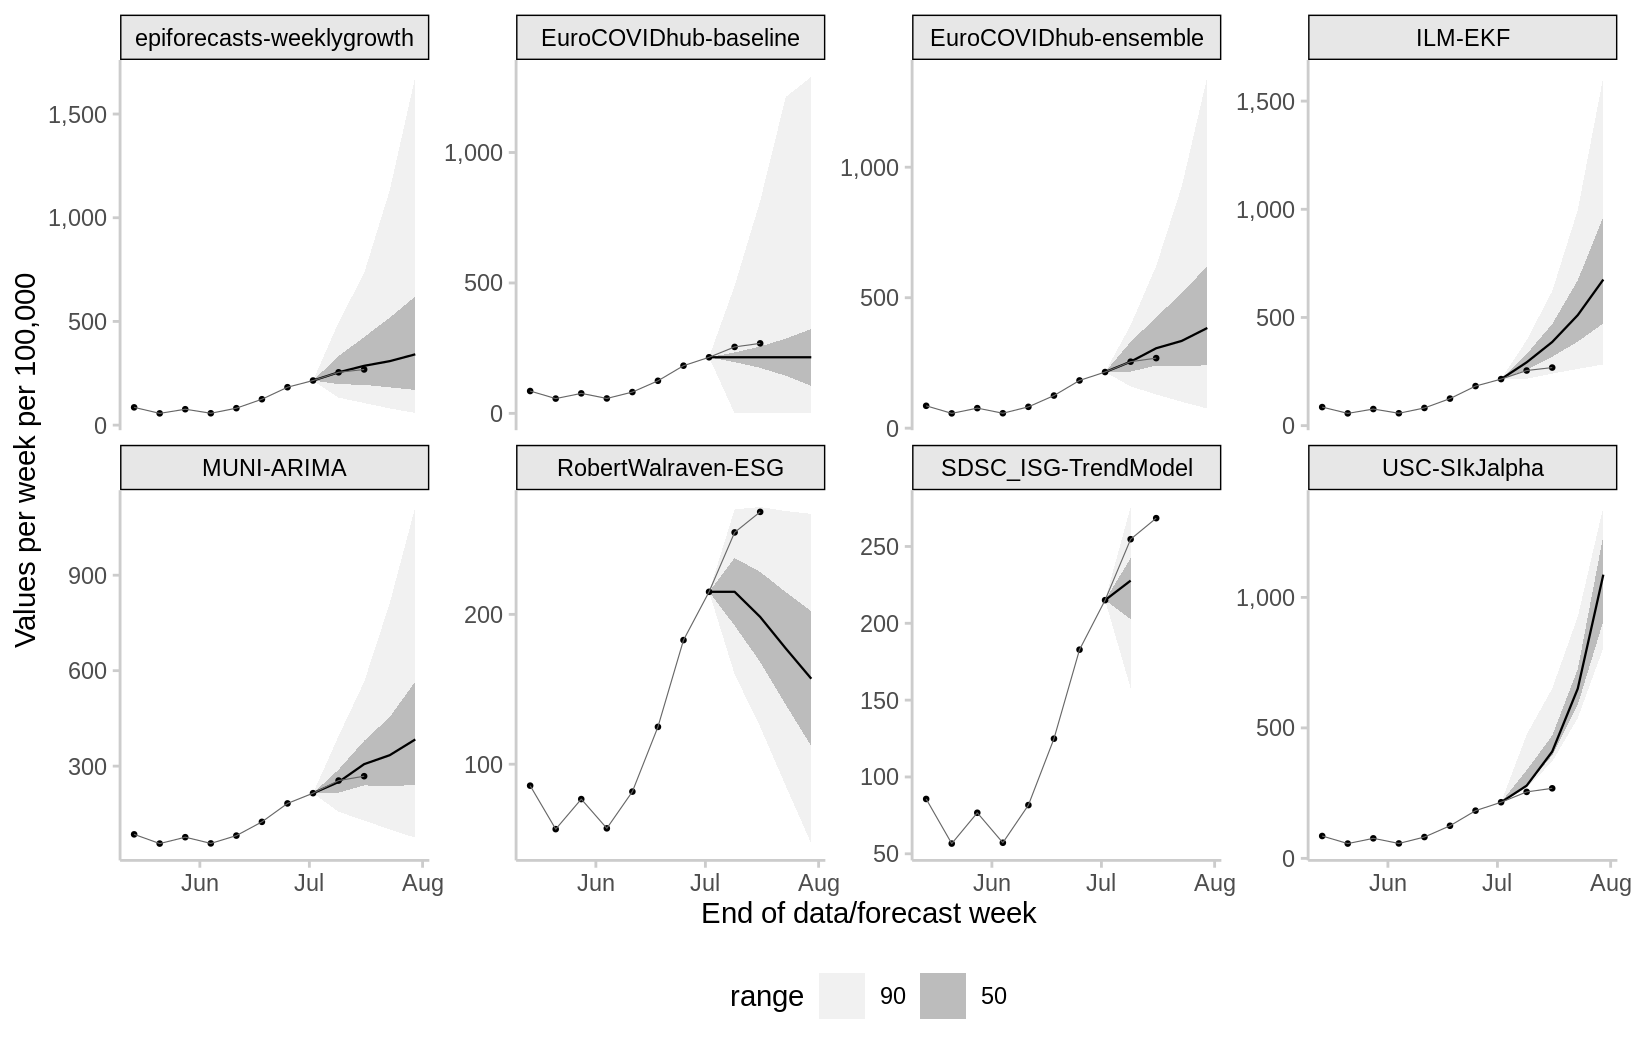 epiforecasts-weeklygrowth
EuroCOVIDhub-baseline
EuroCOVIDhub-ensemble
ILM-EKF
1,500
1,000
500
0
1,000
500
0
1,000
500
0
1,500
1,000
500
0
Values per week per 100,000
MUNI-ARIMA
RobertWalraven-ESG
SDSC_ISG-TrendModel
USC-SIkJalpha
900
600
300
200
100
250
200
150
100
50
1,000
500
0
Jun Jul Aug
Jun Jul Aug
Jun Jul Aug
Jun Jul Aug
End of data/forecast week
range 90 50